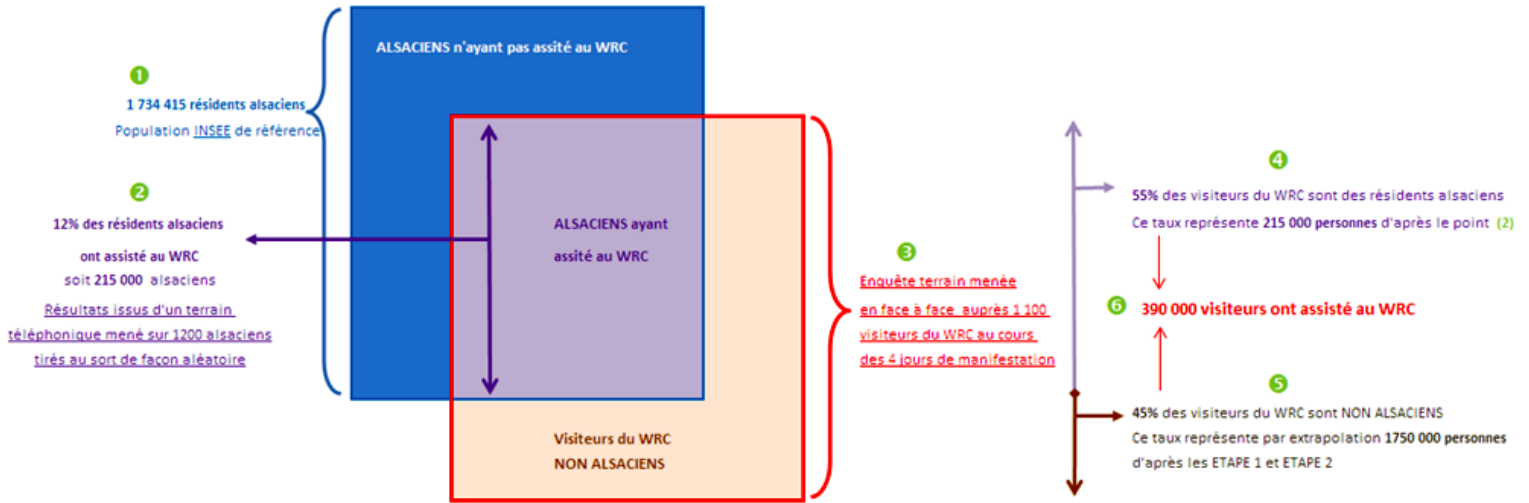 ALSACIENS n'ayant pas assité au WRC
1
1 734 415 résidents alsaciens
Population INSEE de référence
2
12% des résidents alsaciens
ont assisté au WRC
soit 215 000 alsaciens
Résultats issus d'un terrain
téléphonique mené sur 1200 alsaciens
tirés au sort de façon aléatoire
ALSACIENS ayant
assité au WRC
Visiteurs du WRC
NON ALSACIENS
3
Enquête terrain menée
en face à face auprès 1 100
visiteurs du WRC au cours
des 4 jours de manifestation
4
55% des visiteurs du WRC sont des résidents alsaciens
Ce taux représente 215 000 personnes d'après le point (2)
6 390 000 visiteurs ont assisté au WRC
5
45% des visiteurs du WRC sont NON ALSACIENS
Ce taux représente par extrapolation 1750 000 personnes
d'après les ETAPE 1 et ETAPE 2